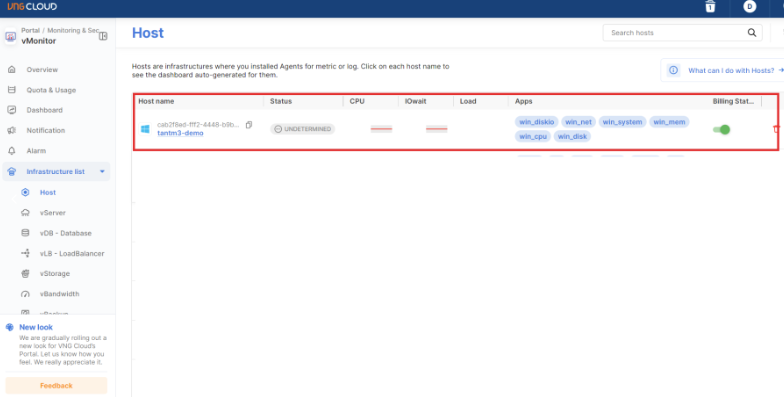 VNG CLOUD
1
D
Portal / Monitoring & Sec
vMonitor
Host
Search hosts
Hosts are infrastructures where you installed Agents for metric or log. Click on each host name to
see the dashboard auto-generated for them.
What can I do with Hosts?
Overview
Quota & Usage
Dashboard
Notification
Alarm
Infrastructure list
Host
vServer
vDB - Database
vLB - LoadBalancer
vStorage
vBandwidth
Host name
Status
CPU
IOwait
Load
Apps
Billing Stat...
cab2f8ed-fff2-4448-b9b...
tantm3-demo
UNDETERMINED
win_diskio win_net win_system win_mem
win_cpu win_disk
New look
We are gradually rolling out a
new look for VNG Cloud's
Portal. Let us know how you
feel. We really appreciate it.
Feedback